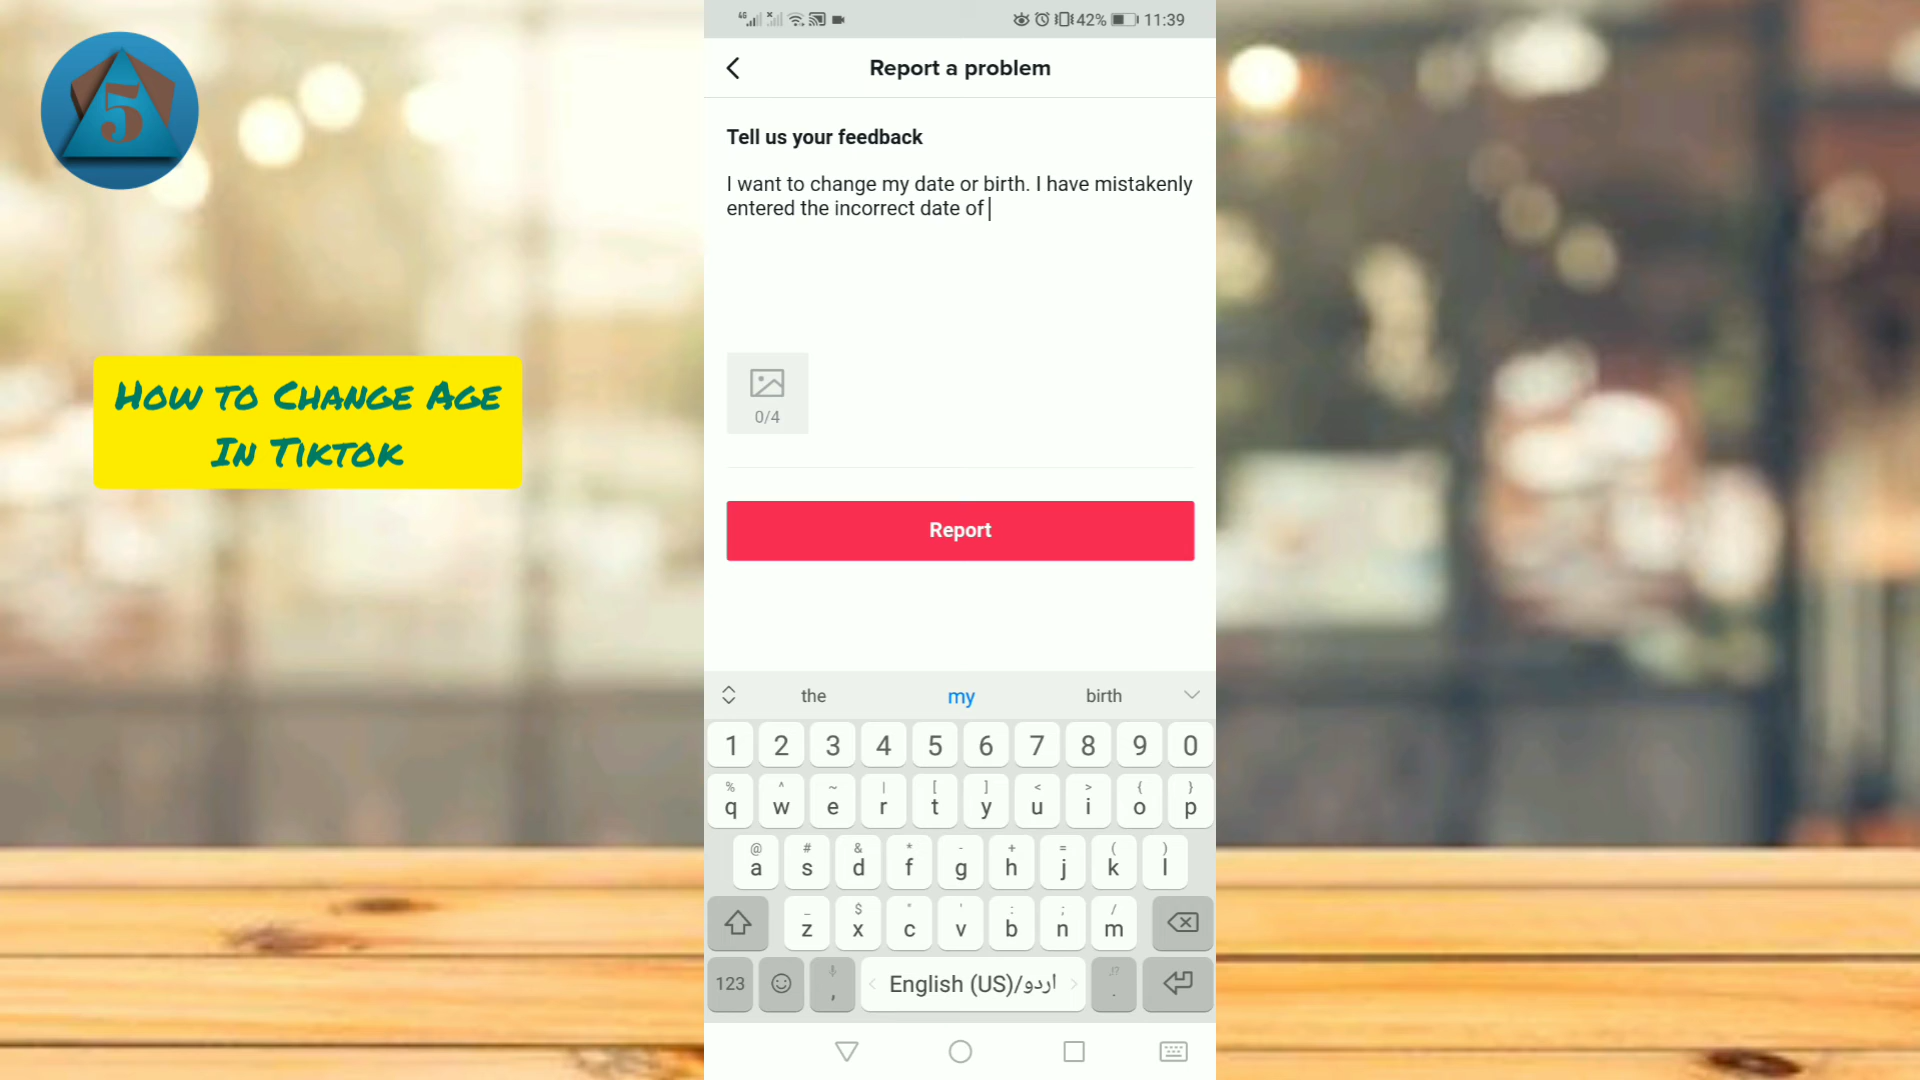 4G
42%
11:39
Report a problem
5
Tell us your feedback
I want to change my date or birth. I have mistakenly
entered the incorrect date of
How to Change Age
In Tiktok
0/4
Report
the my birth
1 2 3 4 5 6 7 8 9 0
% ^ ~ | [ ] < > { }
q w e r t y u i o p
@ # & * - + = ( )
a s d f g h j k l
_ $ " ' : ; /
z x c v b n m
!?
123 , English (US)/اردو .